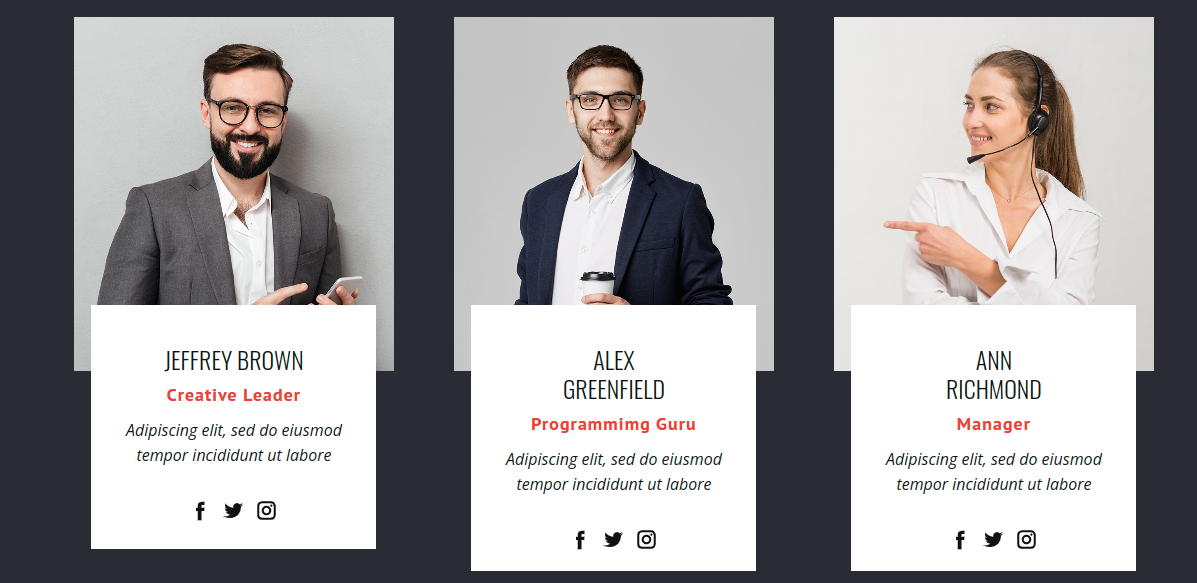 JEFFREY BROWN
Creative Leader
Adipiscing elit, sed do eiusmod
tempor incididunt ut labore
ALEX
GREENFIELD
Programmimg Guru
Adipiscing elit, sed do eiusmod
tempor incididunt ut labore
ANN
RICHMOND
Manager
Adipiscing elit, sed do eiusmod
tempor incididunt ut labore